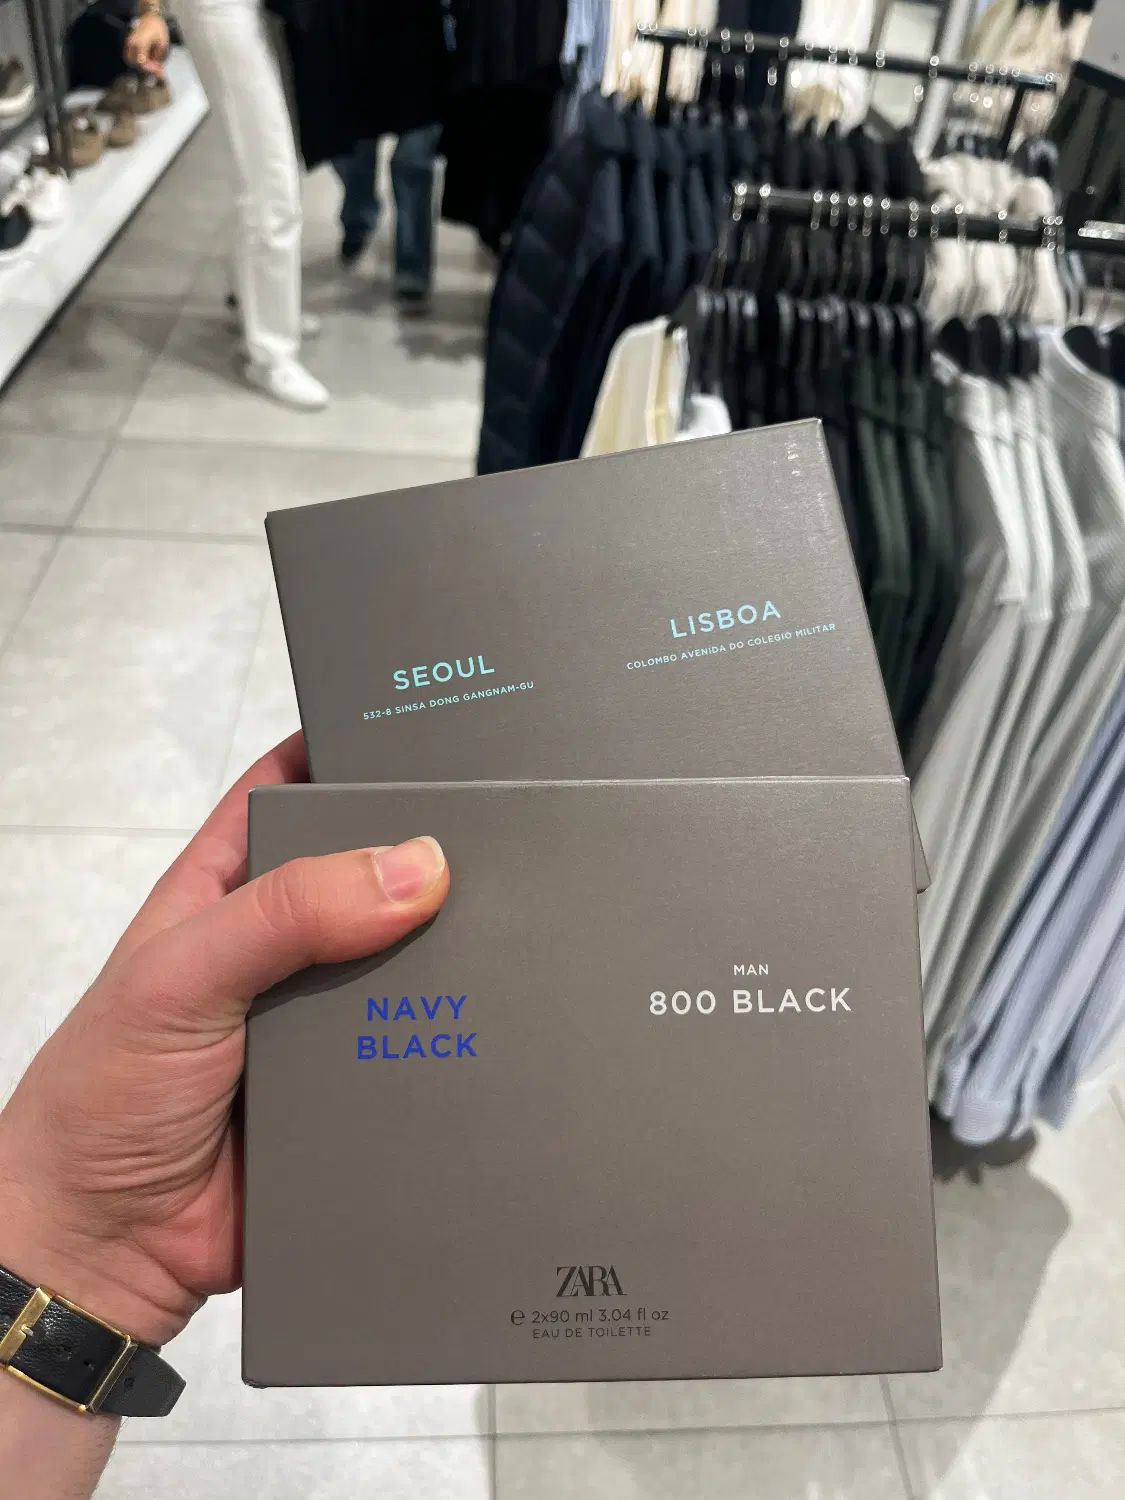 SEOUL
532-8 SINSA DONG GANGNAM-GU
LISBOA
COLOMBO AVENIDA DO COLEGIO MILITAR
NAVY
BLACK
MAN
800 BLACK
ZARA
e 2x90 ml 3.04 fl oz
EAU DE TOILETTE